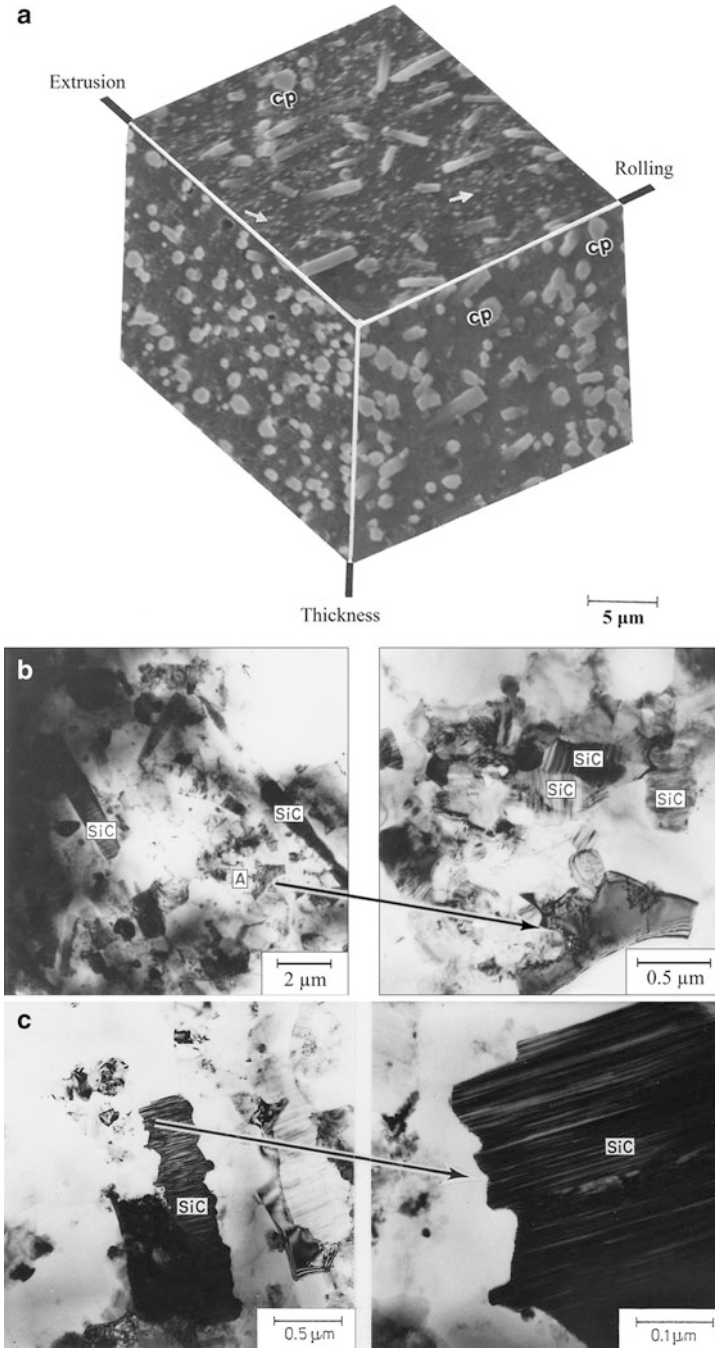 a
Extrusion
cp
Rolling
cp
cp
Thickness
5 µm
b
SiC
SiC
A
2 µm
SiC
SiC
SiC
0.5 µm
c
SiC
0.5 µm
SiC
0.1 µm